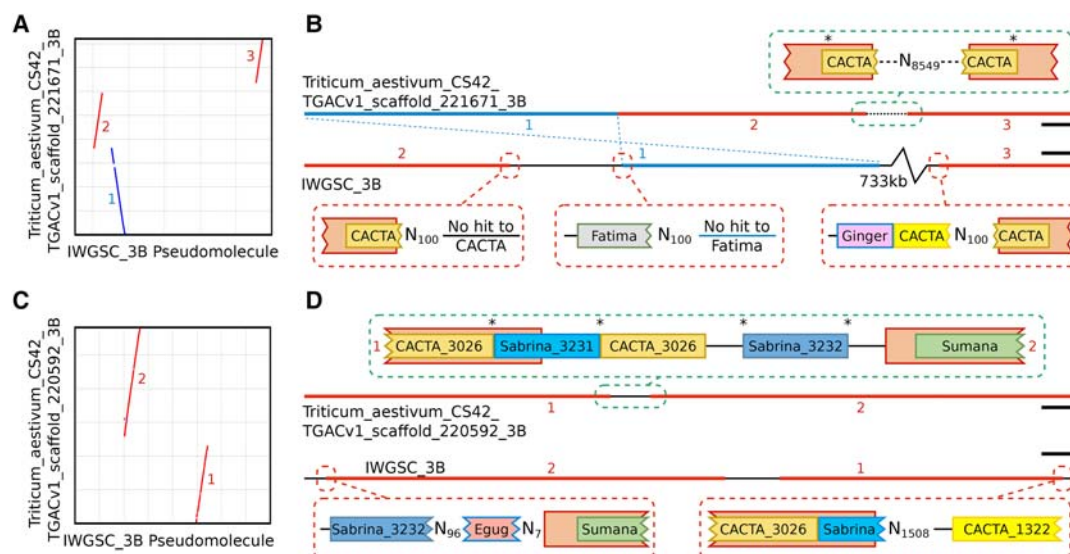 A
Triticum_aestivum_CS42_
TGACv1_scaffold_221671_3B
1
2
3
IWGSC_3B Pseudomolecule
B
Triticum_aestivum_CS42_
TGACv1_scaffold_221671_3B
* *
CACTA N8549 CACTA
1 2 3
2 1 3
IWGSC_3B
733kb
CACTA N100 No hit to
CACTA
Fatima N100 No hit to
Fatima
Ginger CACTA N100 CACTA
C
Triticum_aestivum_CS42_
TGACv1_scaffold_220592_3B
2
1
IWGSC_3B Pseudomolecule
D
* * * *
1 CACTA_3026 Sabrina_3231 CACTA_3026 Sabrina_3232 Sumana 2
1 2
Triticum_aestivum_CS42_
TGACv1_scaffold_220592_3B
IWGSC_3B
2 1
Sabrina_3232 N96 Egug N7 Sumana
CACTA_3026 Sabrina N1508 CACTA_1322